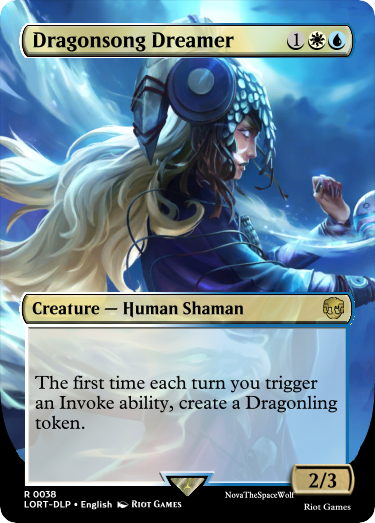 Dragonsong Dreamer 1
Creature — Human Shaman
The first time each turn you trigger
an Invoke ability, create a Dragonling
token.
2/3
R 0038
LORT-DLP • English Riot Games
NovaTheSpaceWolf
Riot Games